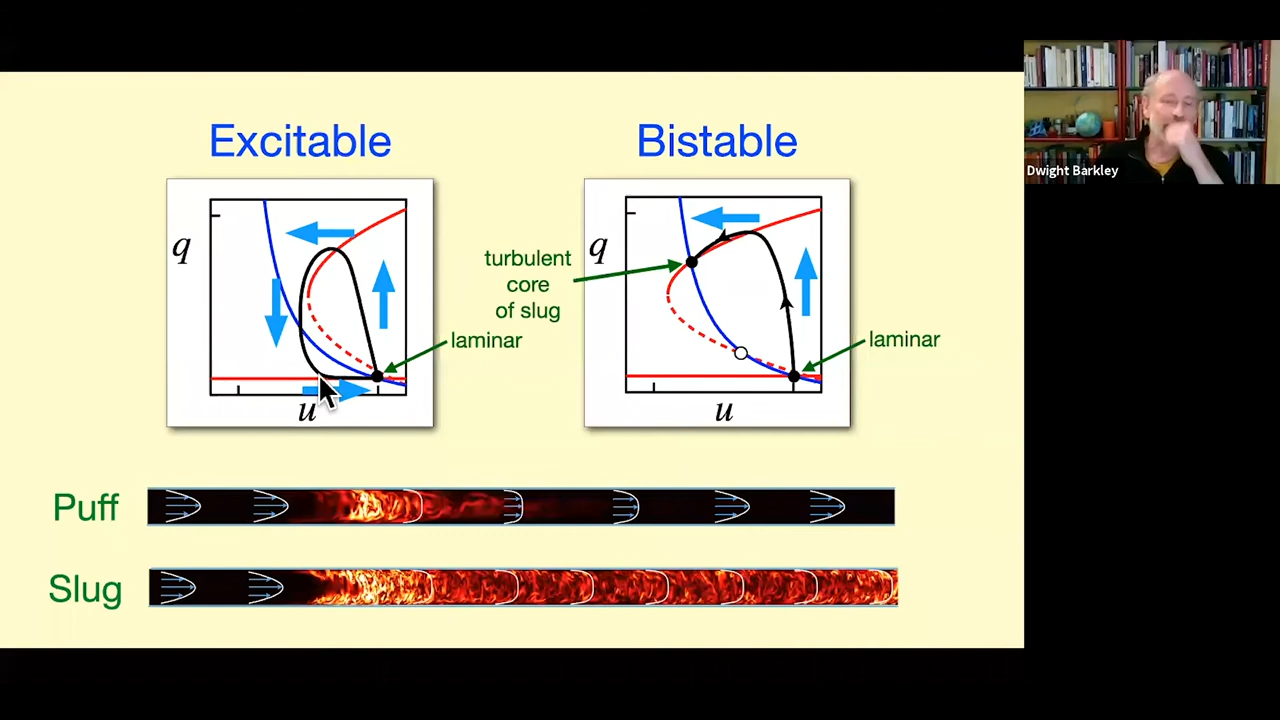 Excitable
Bistable
Dwight Barkley
q
u
laminar
turbulent
core
of slug
q
u
laminar
Puff
Slug